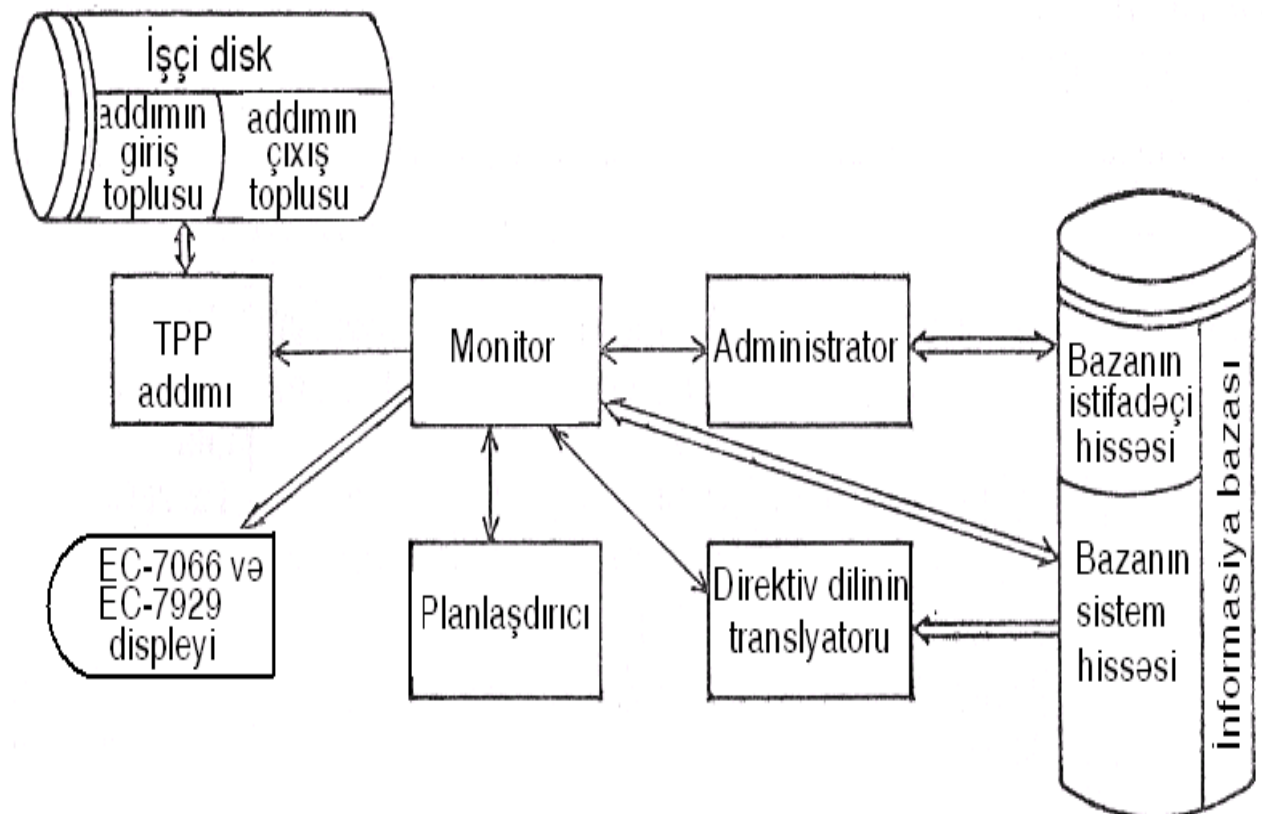 İşçi disk
addımın
giriş
toplusu
addımın
çıxış
toplusu
TPP
addımı
Monitor
Administrator
Bazanın
istifadəçi
hissəsi
EC-7066 və
EC-7929
displeyi
Planlaşdırıcı
Direktiv dilinin
translyatoru
Bazanın
sistem
hissəsi
İnformasiya bazası